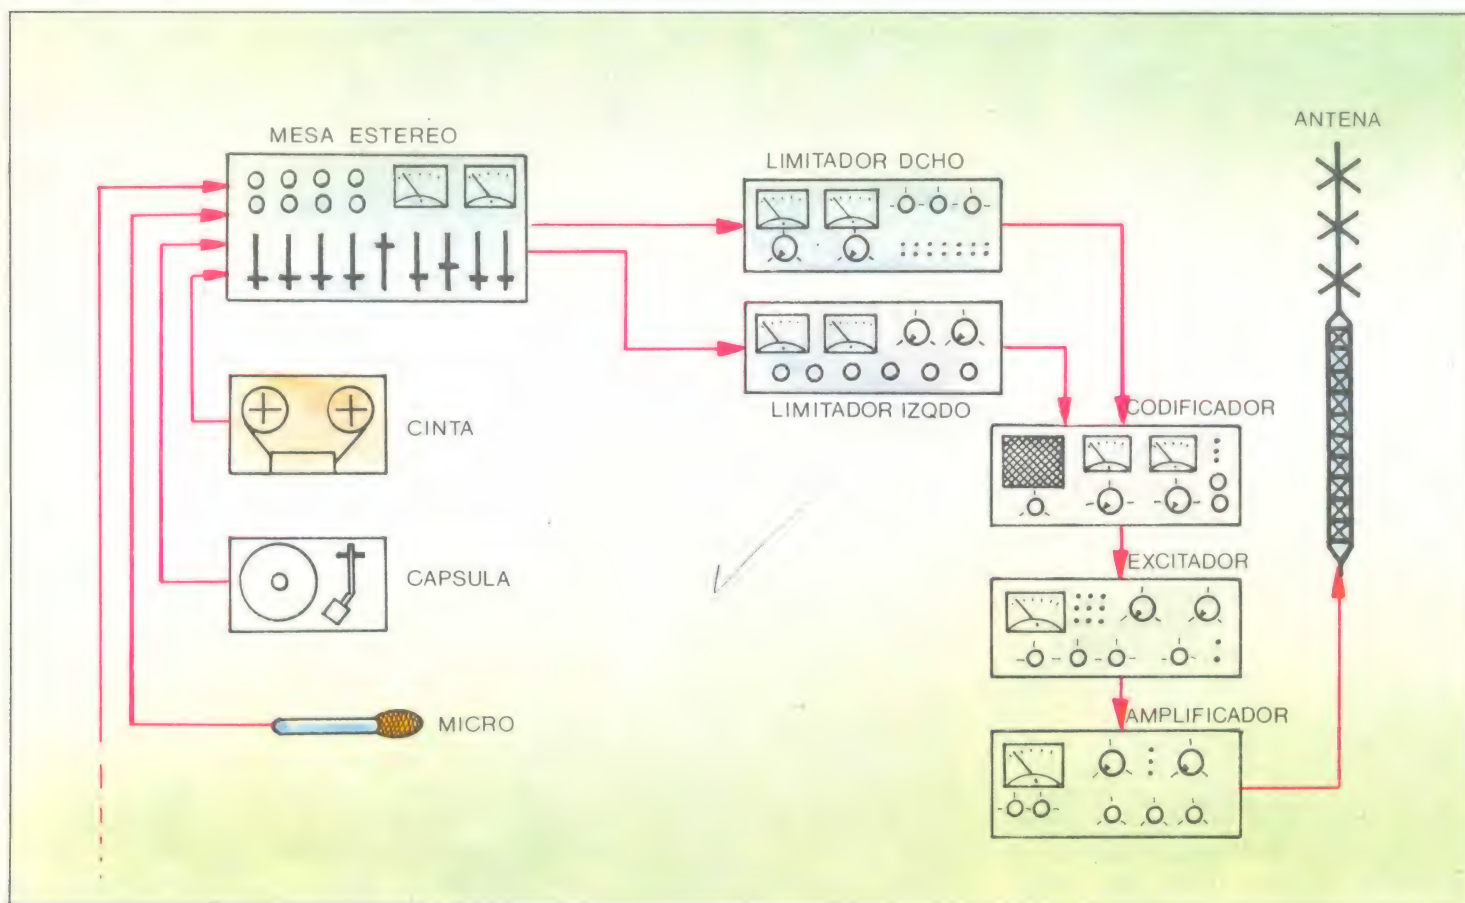 MESA ESTEREO
LIMITADOR DCHO
ANTENA
LIMITADOR IZQDO
CINTA
CODIFICADOR
CAPSULA
EXCITADOR
MICRO
AMPLIFICADOR